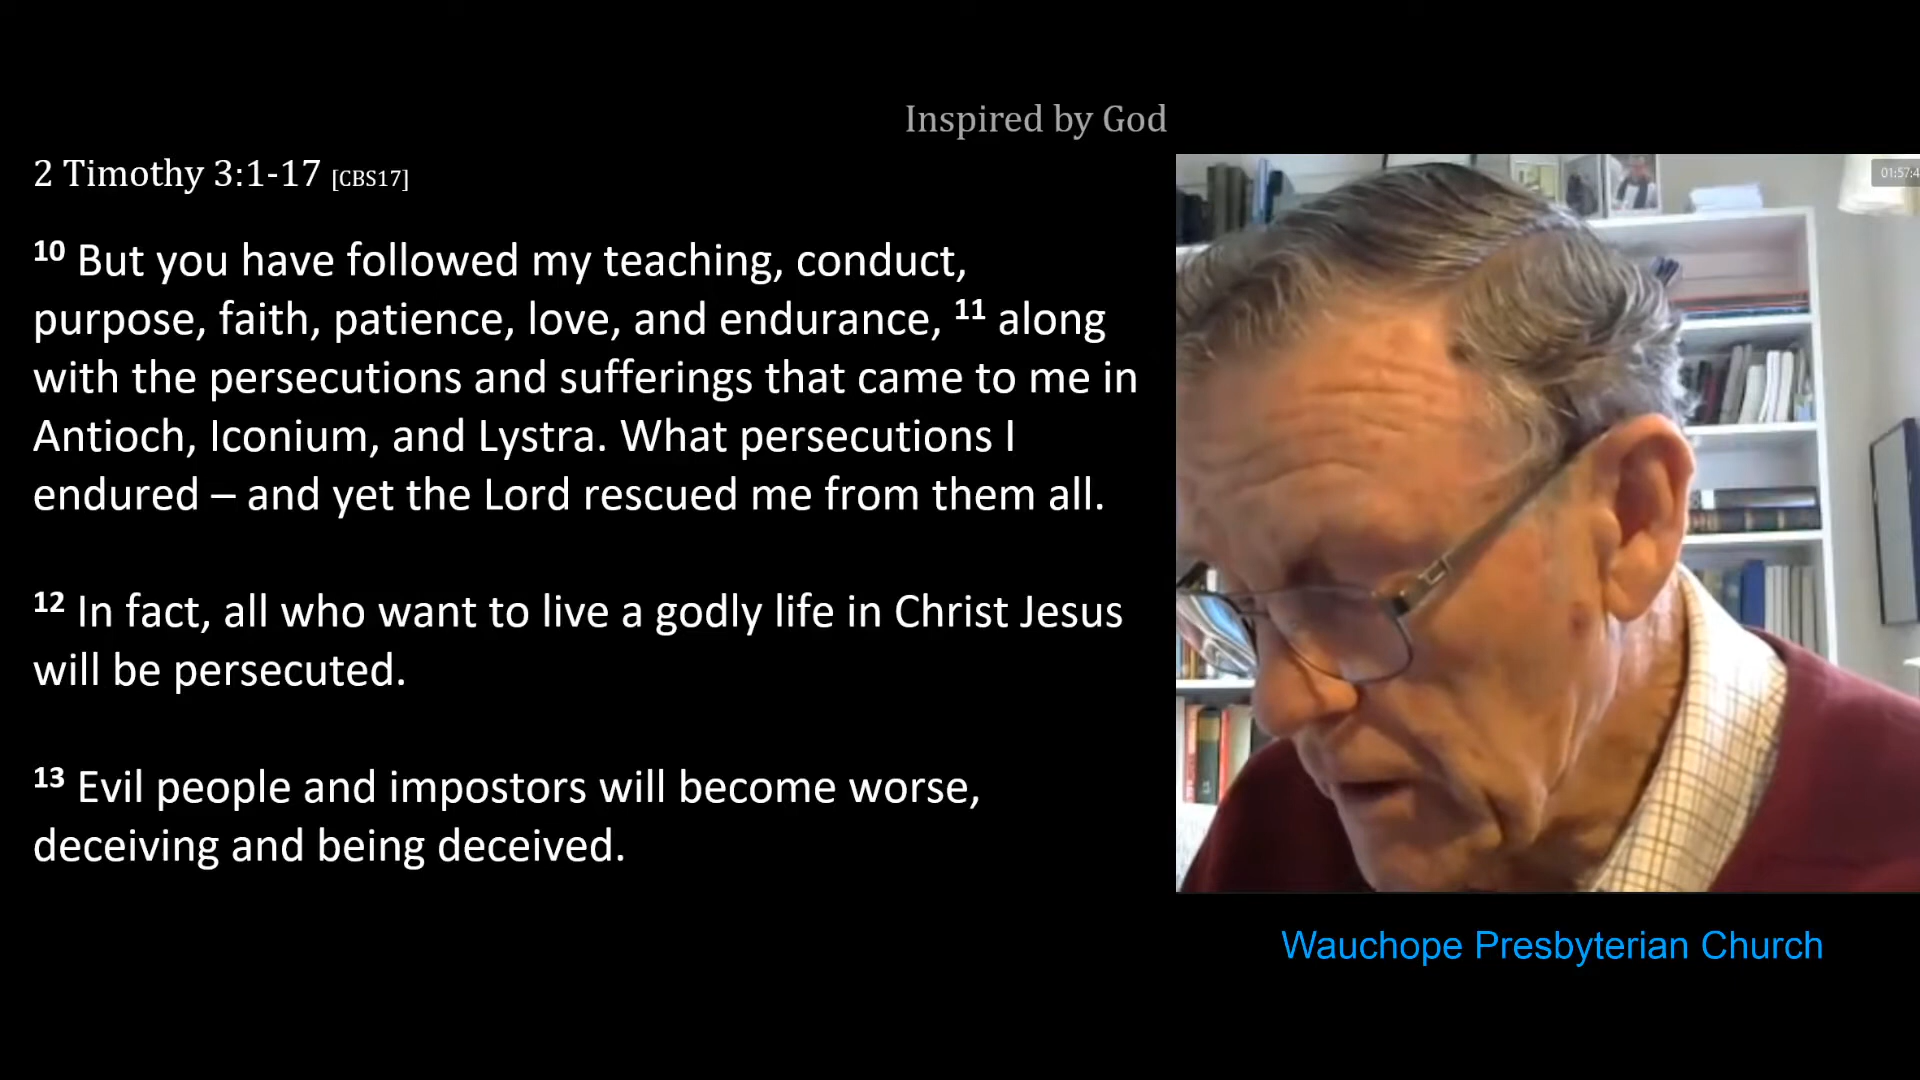 Inspired by God
2 Timothy 3:1-17 [CBS17]
10 But you have followed my teaching, conduct,
purpose, faith, patience, love, and endurance, 11 along
with the persecutions and sufferings that came to me in
Antioch, Iconium, and Lystra. What persecutions I
endured – and yet the Lord rescued me from them all.
12 In fact, all who want to live a godly life in Christ Jesus
will be persecuted.
13 Evil people and impostors will become worse,
deceiving and being deceived.
01:57:4
Wauchope Presbyterian Church